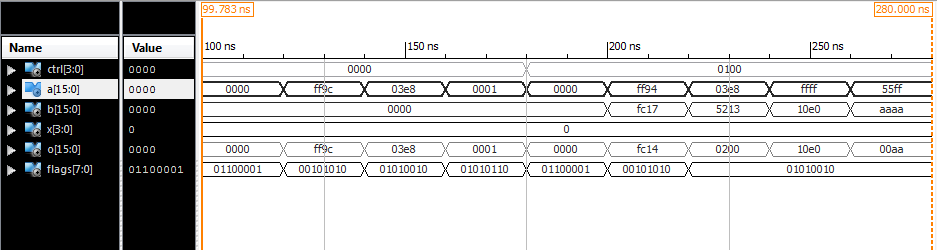 99.783 ns 280.000 ns
Name Value 100 ns 150 ns 200 ns 250 ns
ctrl[3:0] 0000 0000 0100
a[15:0] 0000 0000 ff9c 03e8 0001 0000 ff94 03e8 ffff 55ff
b[15:0] 0000 0000 fc17 5213 10e0 aaaa
x[3:0] 0 0
o[15:0] 0000 0000 ff9c 03e8 0001 0000 fc14 0200 10e0 00aa
flags[7:0] 01100001 01100001 00101010 01010010 01010110 01100001 00101010 01010010